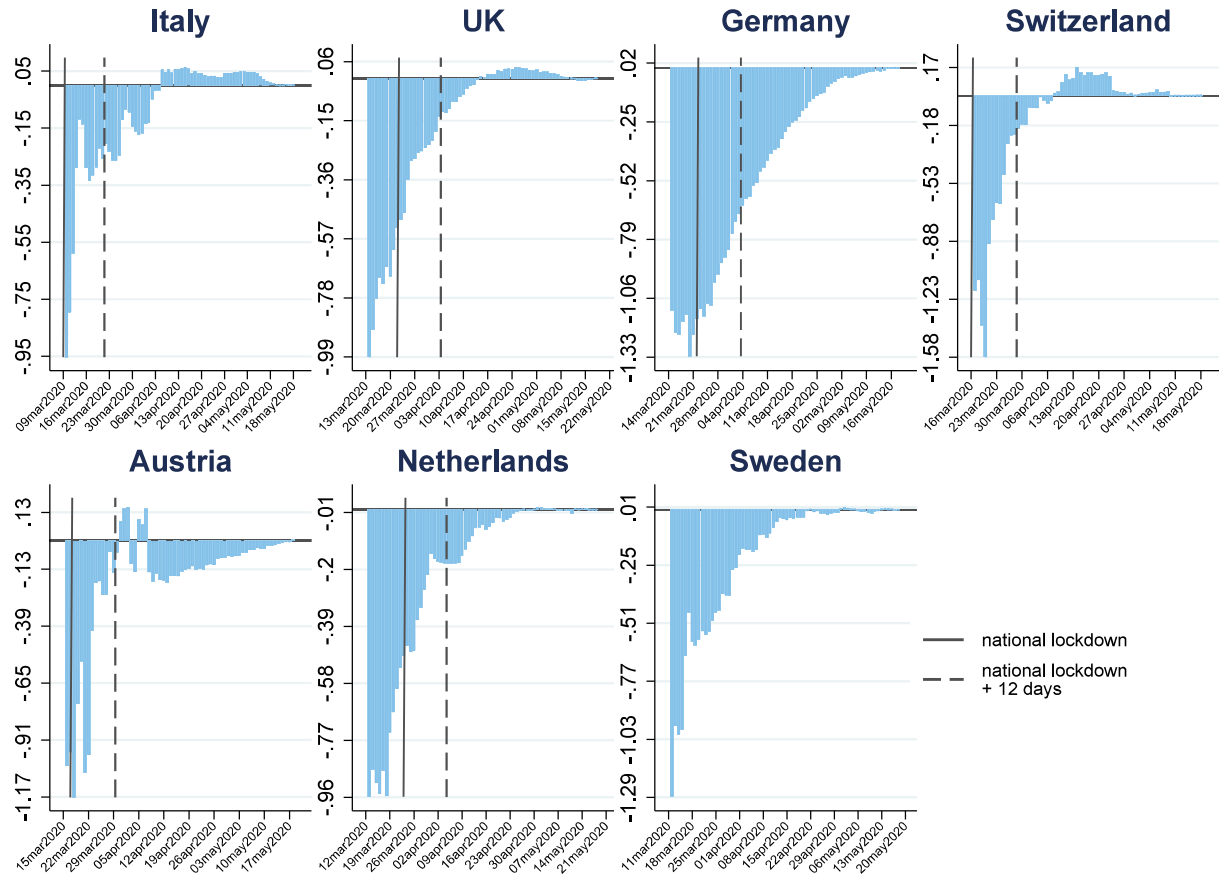 Italy
.05
-.15
-.35
-.55
-.75
-.95
09mar2020
16mar2020
23mar2020
30mar2020
06apr2020
13apr2020
20apr2020
27apr2020
04may2020
11may2020
18may2020
UK
.06
-.15
-.36
-.57
-.78
-.99
13mar2020
20mar2020
27mar2020
03apr2020
10apr2020
17apr2020
24apr2020
01may2020
08may2020
15may2020
22may2020
Germany
.02
-.25
-.52
-.79
-1.06
-1.33
14mar2020
21mar2020
28mar2020
04apr2020
11apr2020
18apr2020
25apr2020
02may2020
09may2020
16may2020
Switzerland
.17
-.18
-.53
-.88
-1.23
-1.58
16mar2020
23mar2020
30mar2020
06apr2020
13apr2020
20apr2020
27apr2020
04may2020
11may2020
18may2020
Austria
.13
-.13
-.39
-.65
-.91
-1.17
15mar2020
22mar2020
29mar2020
05apr2020
12apr2020
19apr2020
26apr2020
03may2020
10may2020
17may2020
Netherlands
-.01
-.2
-.39
-.58
-.77
-.96
12mar2020
19mar2020
26mar2020
02apr2020
09apr2020
16apr2020
23apr2020
30apr2020
07may2020
14may2020
21may2020
Sweden
.01
-.25
-.51
-.77
-1.03
-1.29
11mar2020
18mar2020
25mar2020
01apr2020
08apr2020
15apr2020
22apr2020
29apr2020
06may2020
13may2020
20may2020
national lockdown
national lockdown
+ 12 days